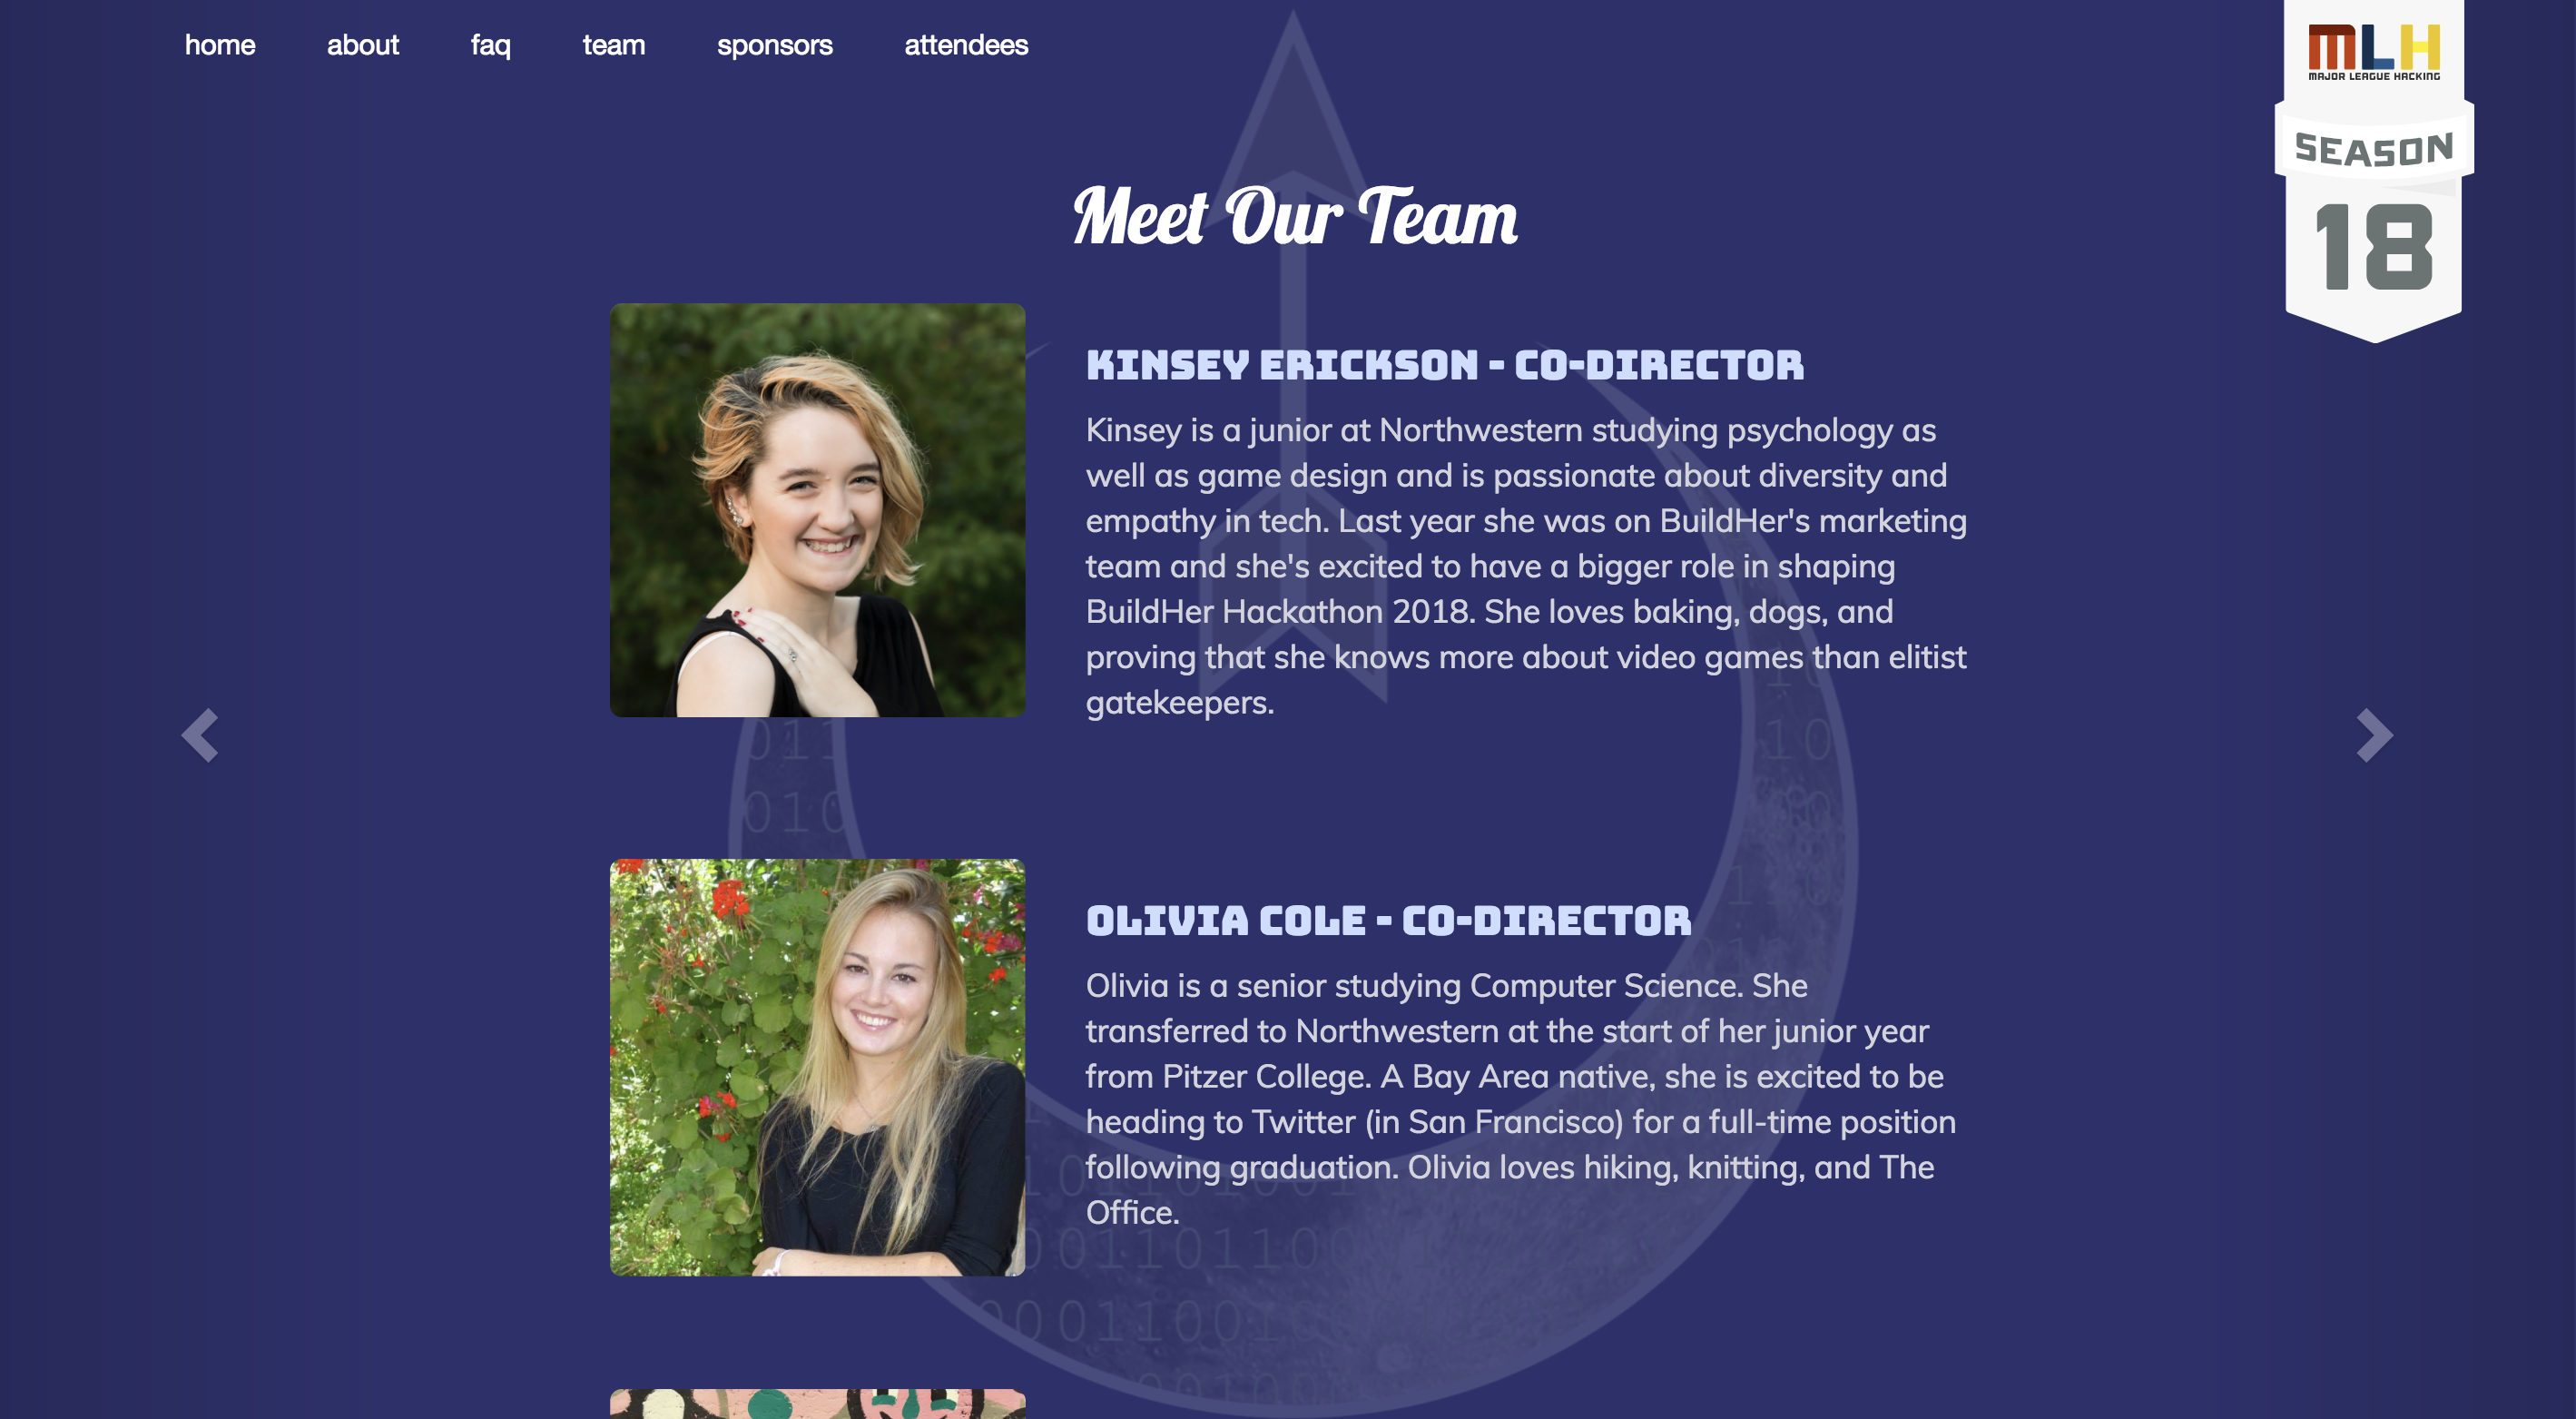 home about faq team sponsors attendees
MLH
MAJOR LEAGUE HACKING
SEASON
18
Meet Our Team
KINSEY ERICKSON - CO-DIRECTOR
Kinsey is a junior at Northwestern studying psychology as
well as game design and is passionate about diversity and
empathy in tech. Last year she was on BuildHer's marketing
team and she's excited to have a bigger role in shaping
BuildHer Hackathon 2018. She loves baking, dogs, and
proving that she knows more about video games than elitist
gatekeepers.
OLIVIA COLE - CO-DIRECTOR
Olivia is a senior studying Computer Science. She
transferred to Northwestern at the start of her junior year
from Pitzer College. A Bay Area native, she is excited to be
heading to Twitter (in San Francisco) for a full-time position
following graduation. Olivia loves hiking, knitting, and The
Office.